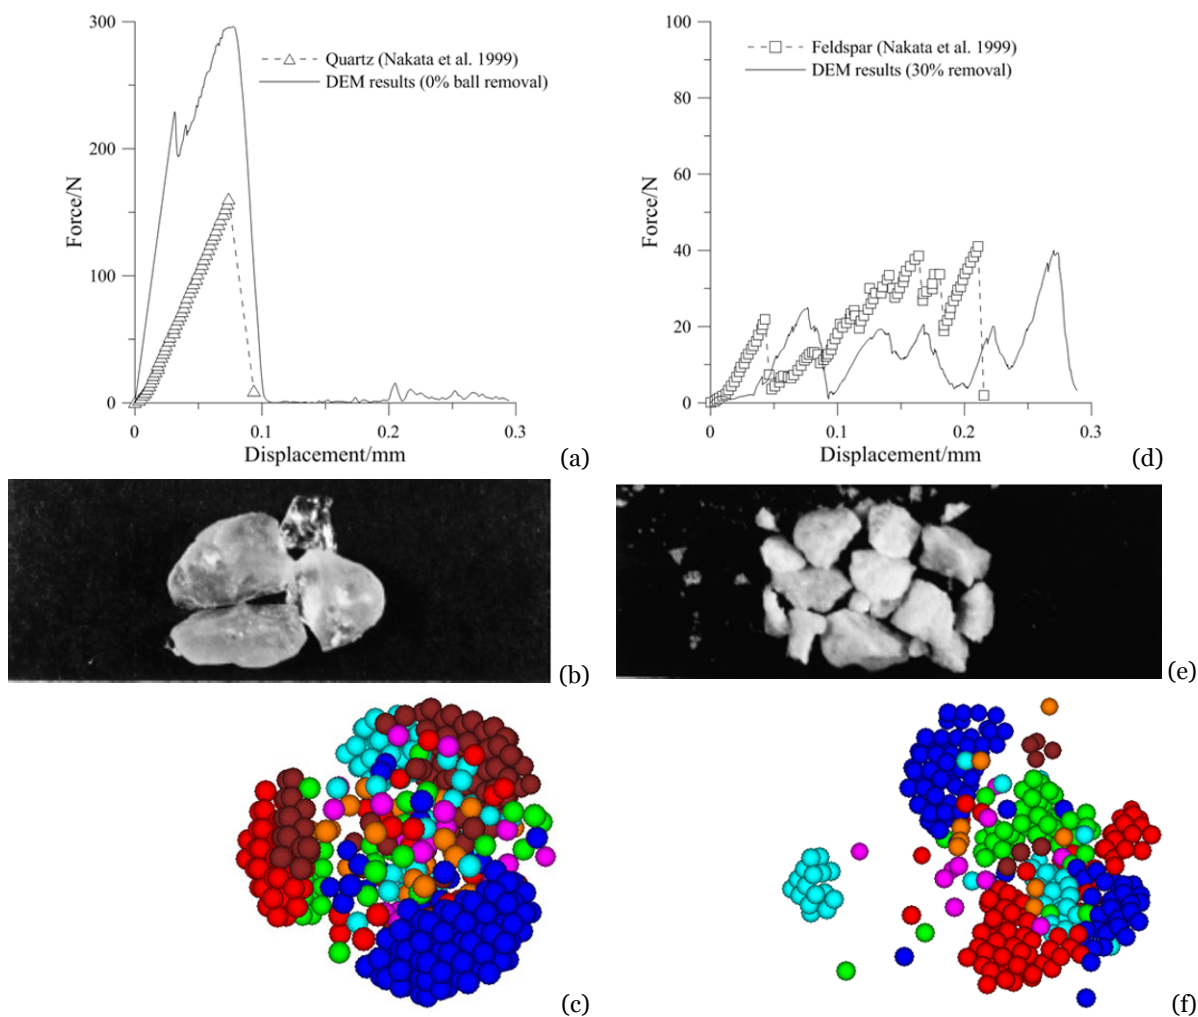 300
200
100
0
0
0.1
0.2
0.3
Force/N
Displacement/mm
Quartz (Nakata et al. 1999)
DEM results (0% ball removal)
(a)
100
80
60
40
20
0
0
0.1
0.2
0.3
Force/N
Displacement/mm
Feldspar (Nakata et al. 1999)
DEM results (30% removal)
(d)
(b)
(e)
(c)
(f)